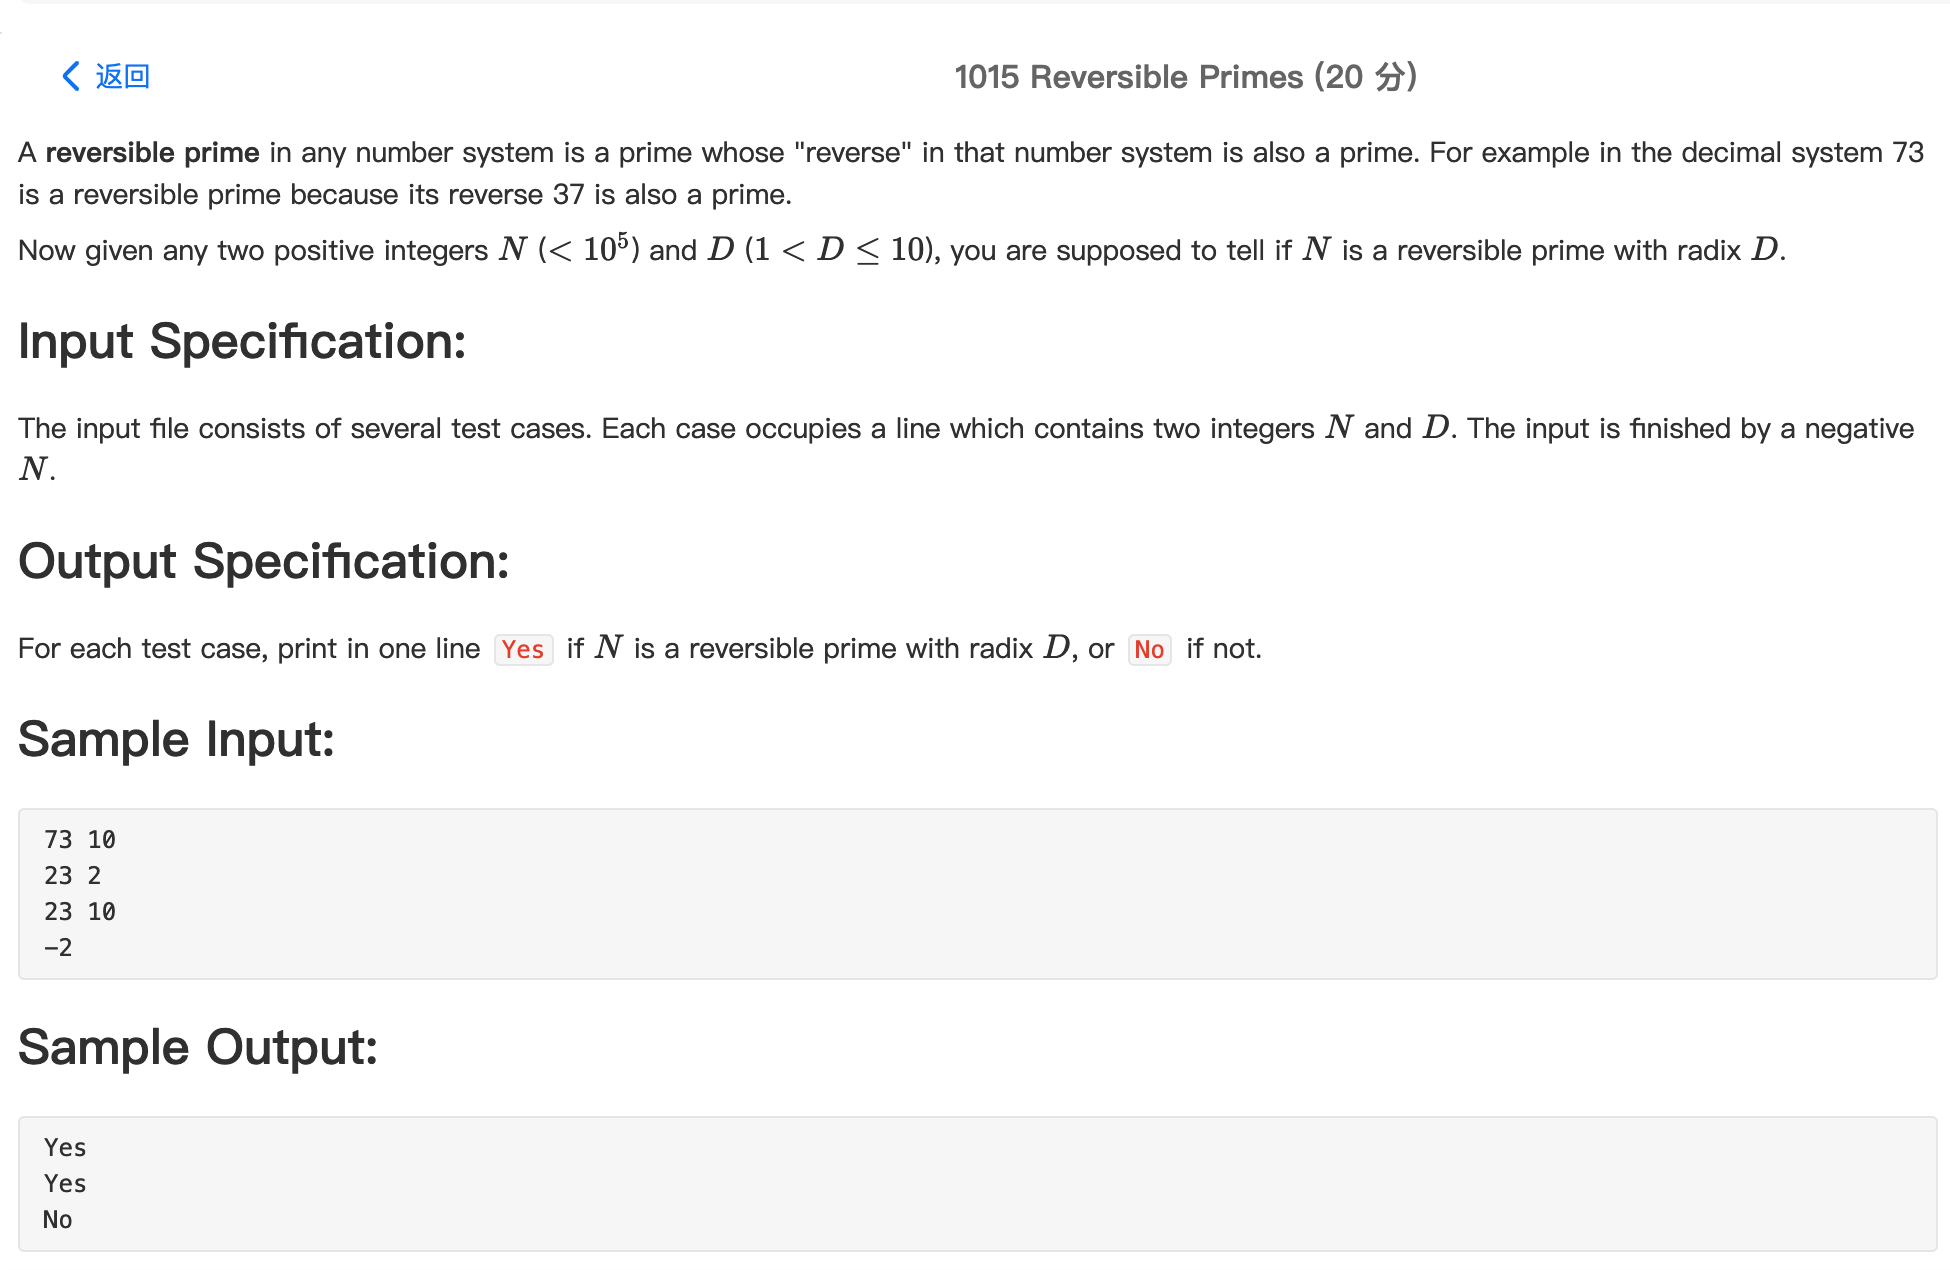 返回
1015 Reversible Primes (20 分)
A reversible prime in any number system is a prime whose "reverse" in that number system is also a prime. For example in the decimal system 73
is a reversible prime because its reverse 37 is also a prime.
Now given any two positive integers N (< 10⁵) and D (1 < D ≤ 10), you are supposed to tell if N is a reversible prime with radix D.
Input Specification:
The input file consists of several test cases. Each case occupies a line which contains two integers N and D. The input is finished by a negative
N.
Output Specification:
For each test case, print in one line Yes if N is a reversible prime with radix D, or No if not.
Sample Input:
73 10
23 2
23 10
-2
Sample Output:
Yes
Yes
No